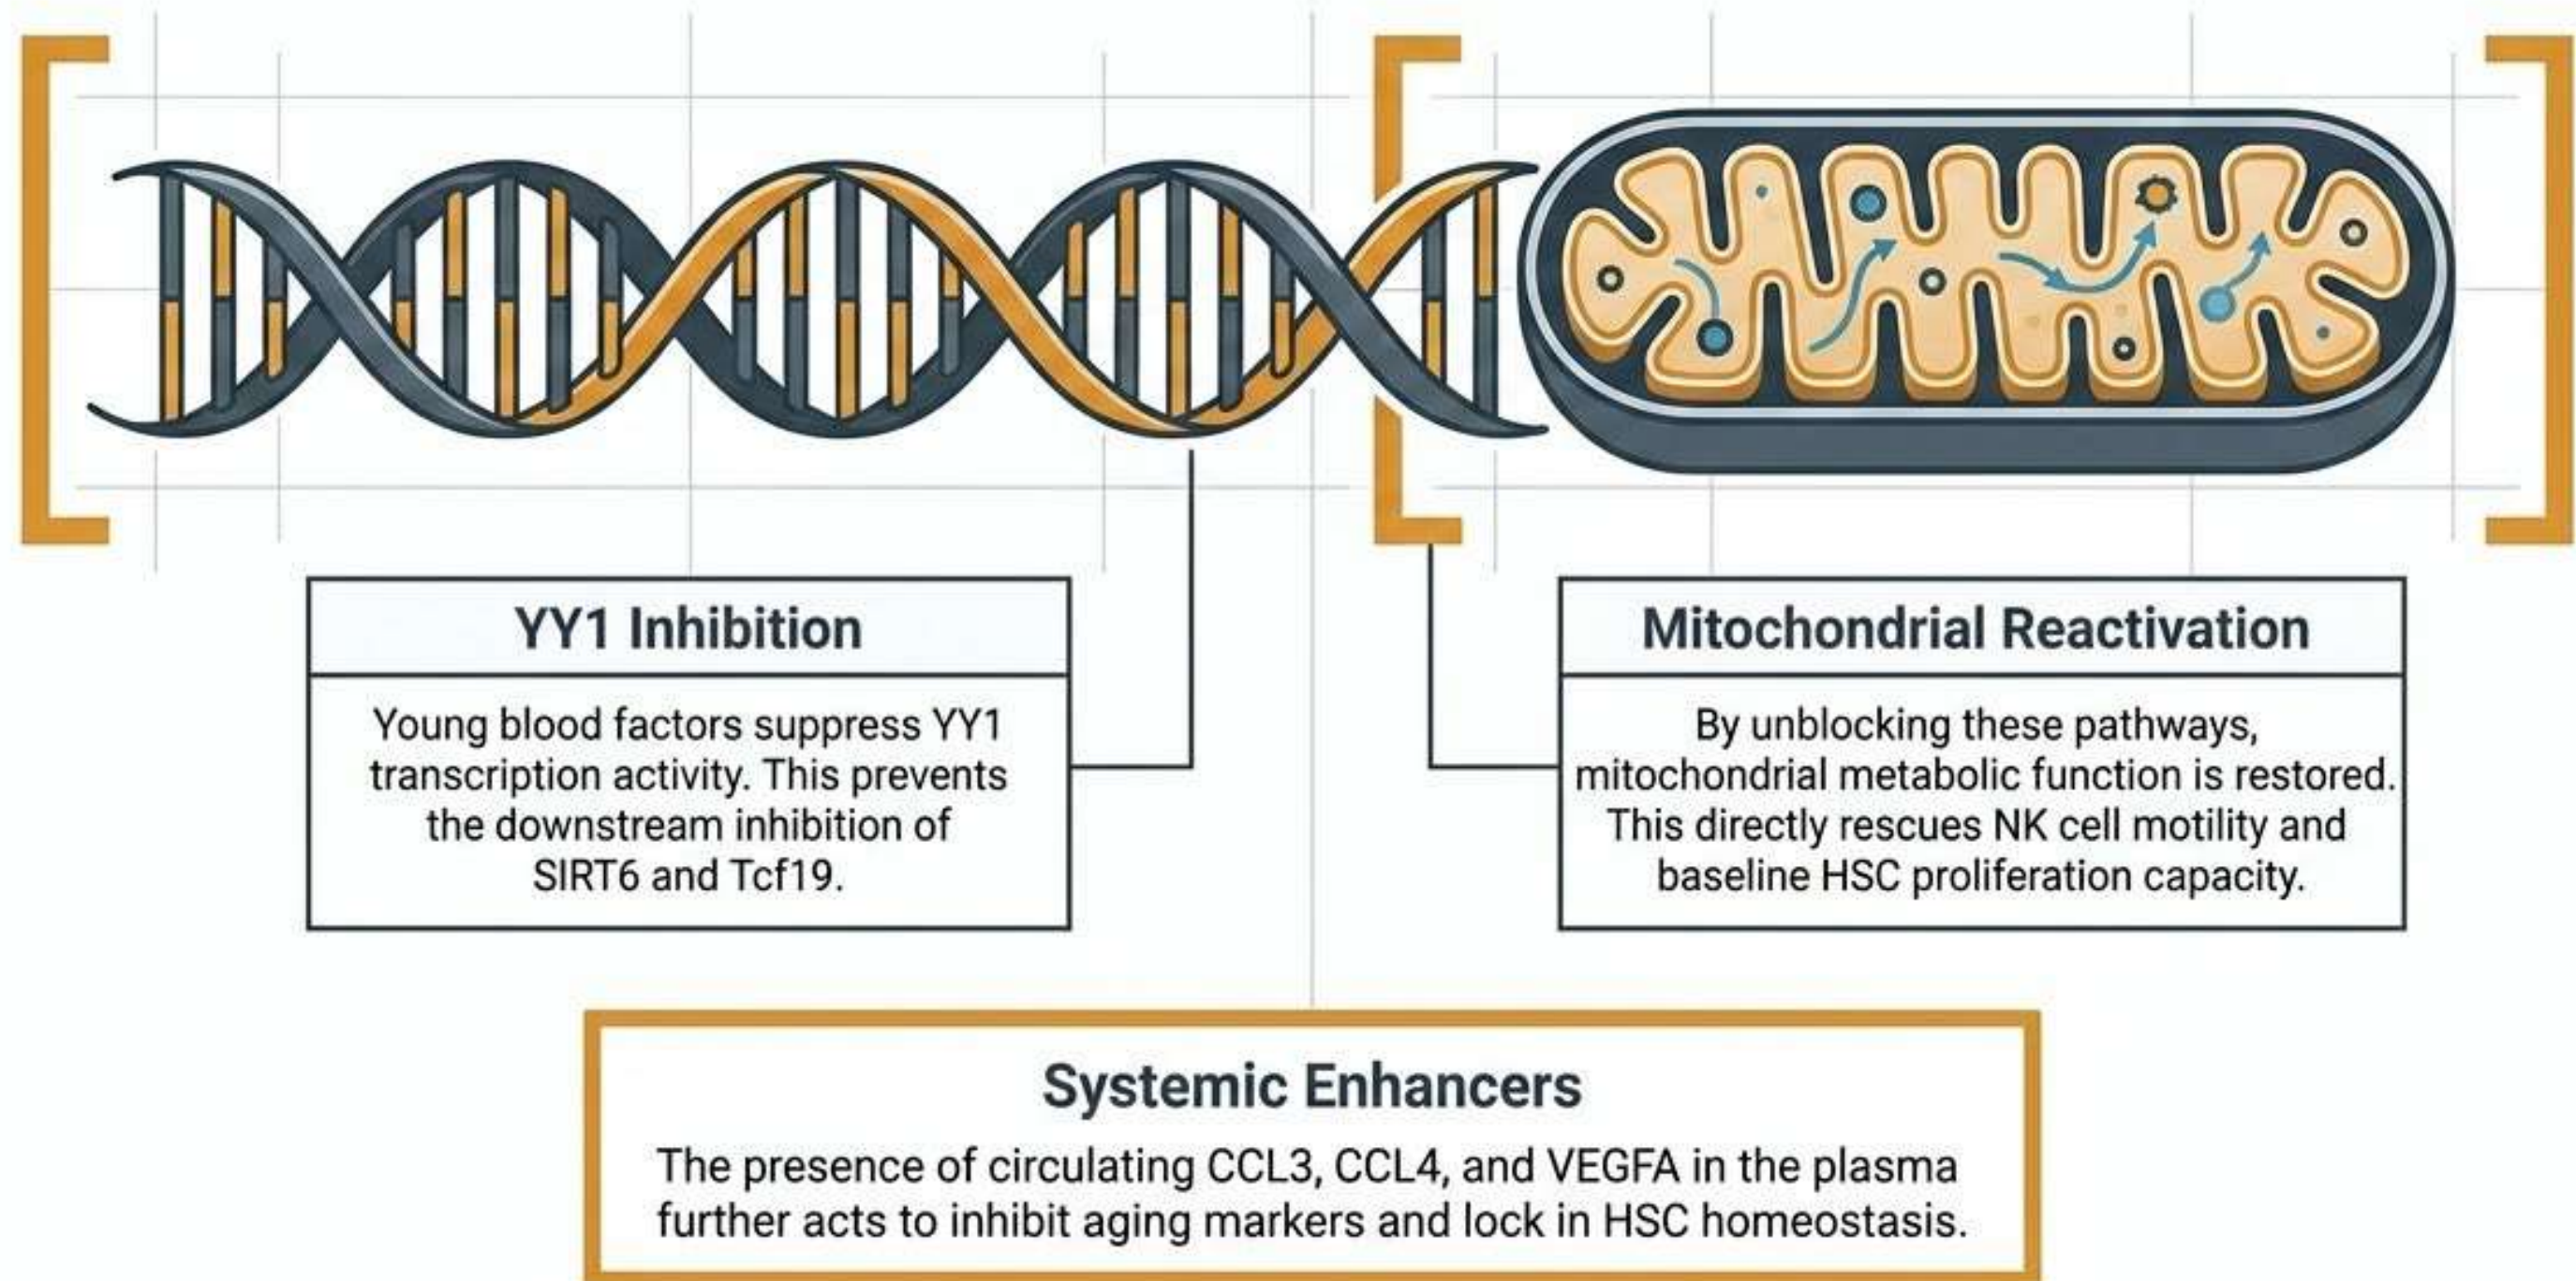 YY1 Inhibition
Young blood factors suppress YY1
transcription activity. This prevents
the downstream inhibition of
SIRT6 and Tcf19.
Mitochondrial Reactivation
By unblocking these pathways,
mitochondrial metabolic function is restored.
This directly rescues NK cell motility and
baseline HSC proliferation capacity.
Systemic Enhancers
The presence of circulating CCL3, CCL4, and VEGFA in the plasma
further acts to inhibit aging markers and lock in HSC homeostasis.